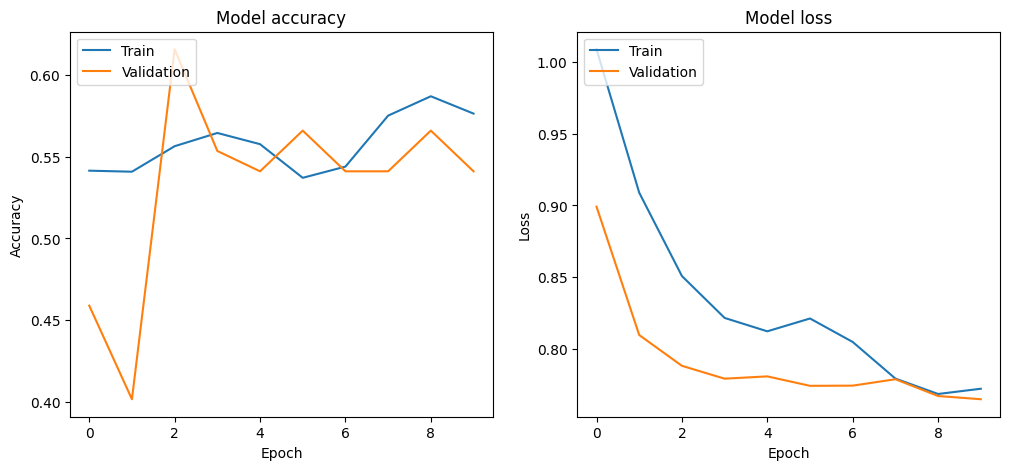 Model accuracy
Train
Validation
0.60
0.55
0.50
0.45
0.40
Accuracy
0 2 4 6 8
Epoch
Model loss
Train
Validation
1.00
0.95
0.90
0.85
0.80
Loss
0 2 4 6 8
Epoch